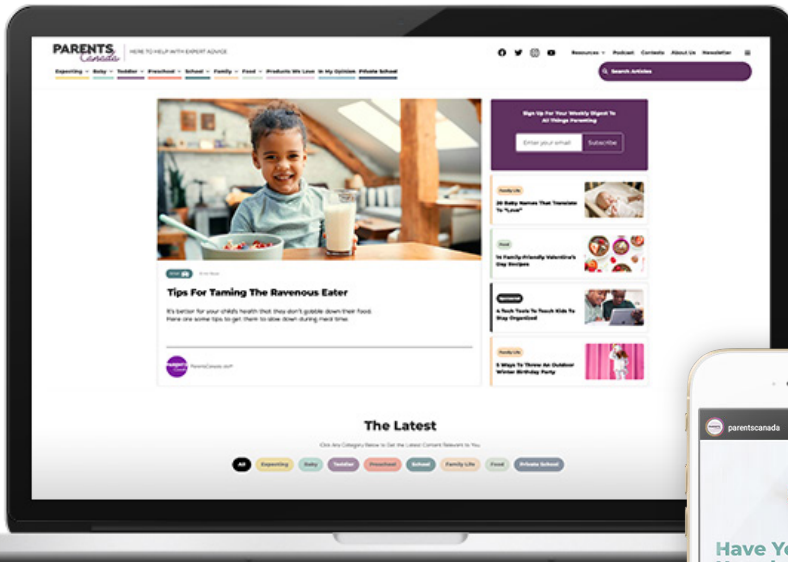 PARENTS
Canada
HERE TO HELP WITH EXPERT ADVICE
Resources Podcast Contests About Us Newsletter
Expecting Baby Toddler Preschool School Family Food Products We Love In My Opinion Private School
Search Articles
Sign Up For Your Weekly Digest To
All Things Parenting
Enter your email Subscribe
Family Life
20 Baby Names That Translate
To "Love"
Food
14 Family-Friendly Valentine's
Day Recipes
Sponsored
4 Tech Tools To Teach Kids To
Stay Organized
Family Life
5 Ways To Throw An Outdoor
Winter Birthday Party
Tips For Taming The Ravenous Eater
It's better for your child's health that they don't gobble down their food.
Here are some tips to get them to slow down during meal time.
ParentsCanada staff
The Latest
Click Any Category Below to Get the Latest Content Relevant to You
All Expecting Baby Toddler Preschool School Family Life Food Private School
parentscanada
Have Yo